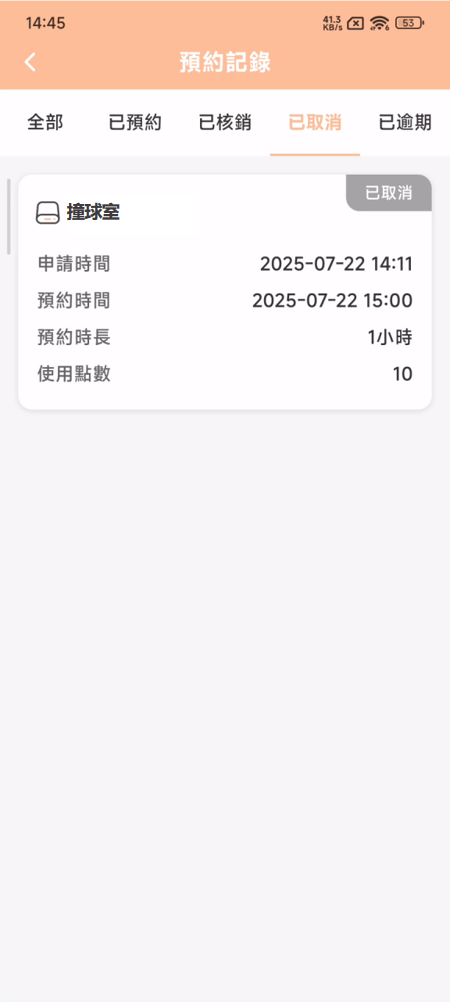 14:45 41.3 KB/s 6 53
預約記錄
全部 已預約 已核銷 已取消 已逾期
已取消
撞球室
申請時間 2025-07-22 14:11
預約時間 2025-07-22 15:00
預約時長 1小時
使用點數 10